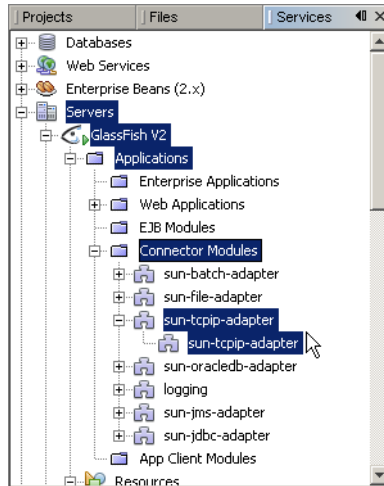 Projects Files Services
Databases
Web Services
Enterprise Beans (2.x)
Servers
GlassFish V2
Applications
Enterprise Applications
Web Applications
EJB Modules
Connector Modules
sun-batch-adapter
sun-file-adapter
sun-tcpip-adapter
sun-tcpip-adapter
sun-oracledb-adapter
logging
sun-jms-adapter
sun-jdbc-adapter
App Client Modules
Resources